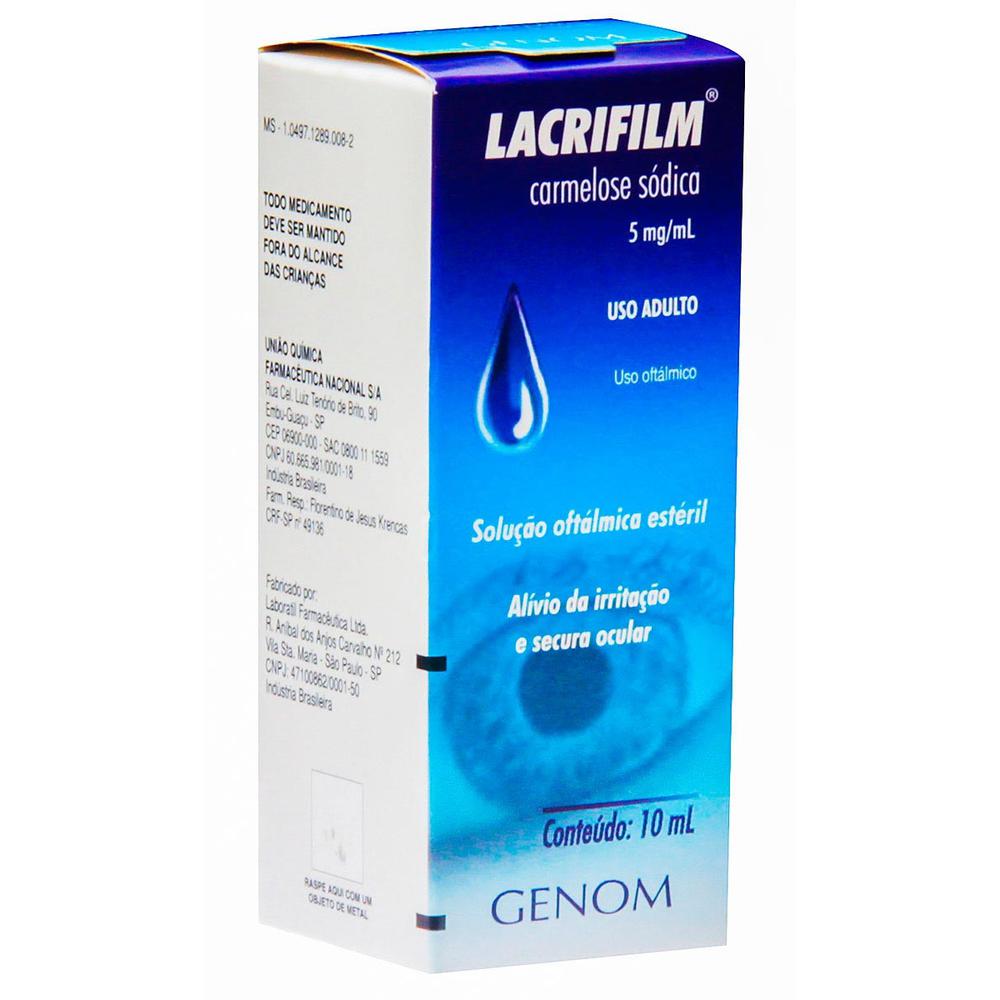 MS - 1.0497.1289.008-2
TODO MEDICAMENTO
DEVE SER MANTIDO
FORA DO ALCANCE
DAS CRIANÇAS
UNIÃO QUÍMICA
FARMACÊUTICA NACIONAL S/A
Rua Cel. Luiz Tenório de Brito, 90
Embu-Guaçu - SP
CEP 06900-000 - SAC 0800 11 1559
CNPJ 60.665.981/0001-18
Indústria Brasileira
Farm. Resp.: Florentino de Jesus Krencas
CRF-SP nº 49136
Fabricado por:
Laboratil Farmacêutica Ltda.
R. Aníbal dos Anjos Carvalho Nº 212
Vila Sta. Maria - São Paulo - SP
CNPJ: 47100862/0001-50
Indústria Brasileira
RASPE AQUI COM UM
OBJETO DE METAL
LACRIFILM®
carmelose sódica
5 mg/mL
USO ADULTO
Uso oftálmico
Solução oftálmica estéril
Alívio da irritação
e secura ocular
Conteúdo: 10 mL
GENOM